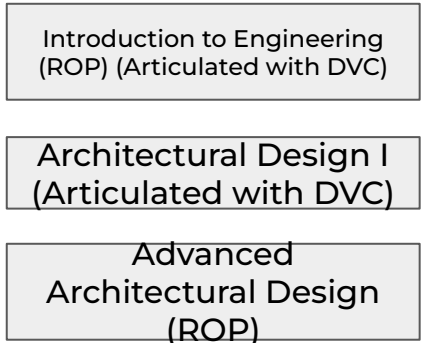 Introduction to Engineering
(ROP) (Articulated with DVC)
Architectural Design I
(Articulated with DVC)
Advanced
Architectural Design
(ROP)